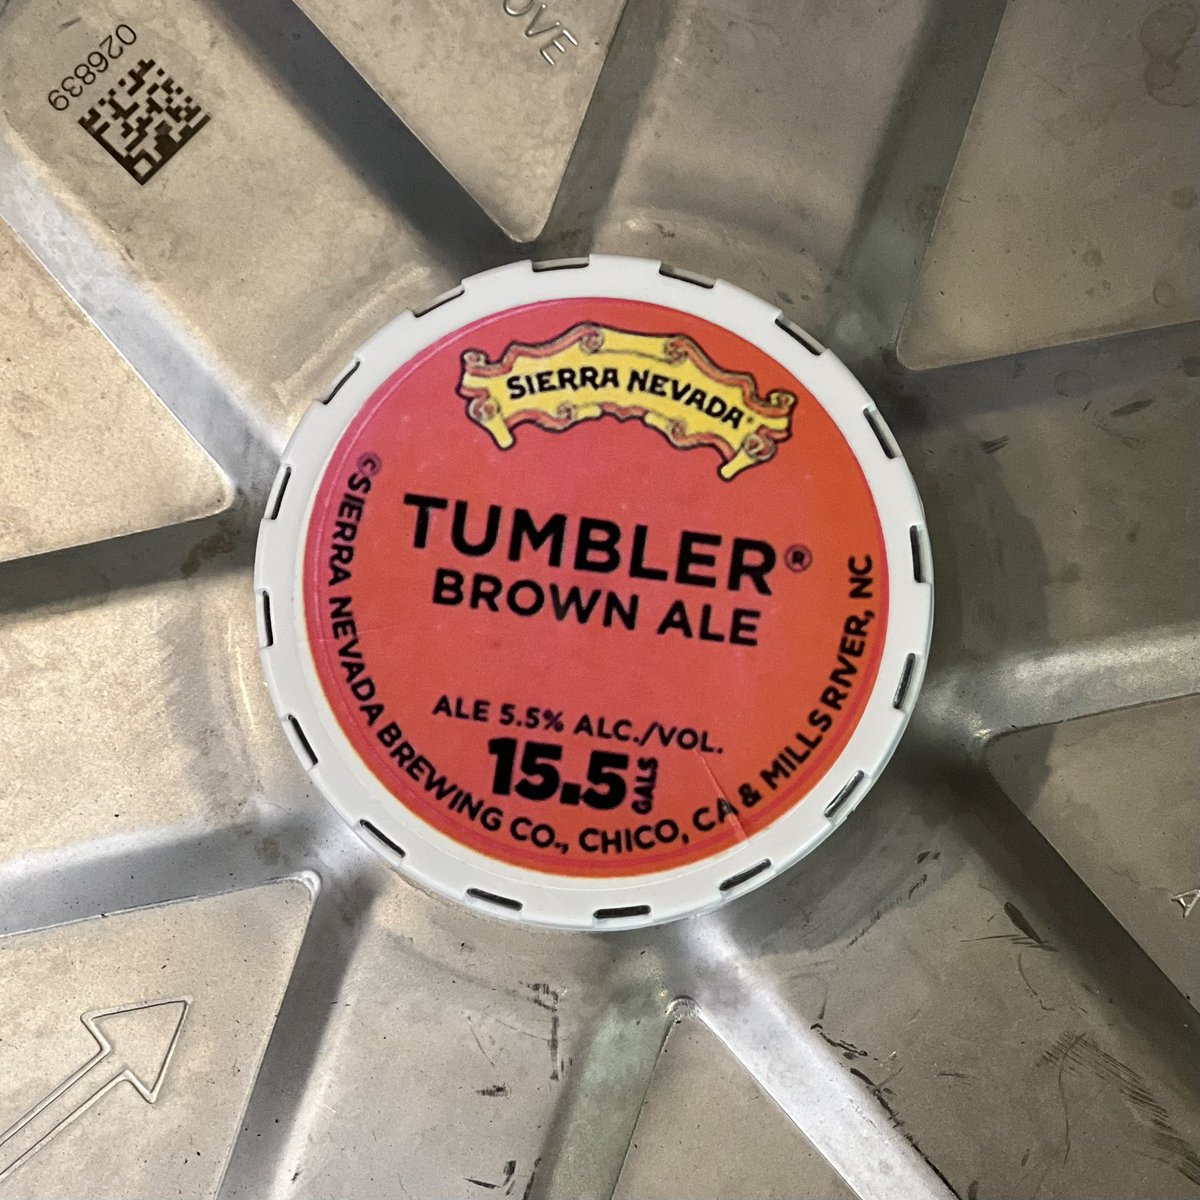 026839
OVE
SIERRA NEVADA®
TUMBLER®
BROWN ALE
ALE 5.5% ALC./VOL.
15.5 GALS
©SIERRA NEVADA BREWING CO., CHICO, CA & MILLS RIVER, NC
A